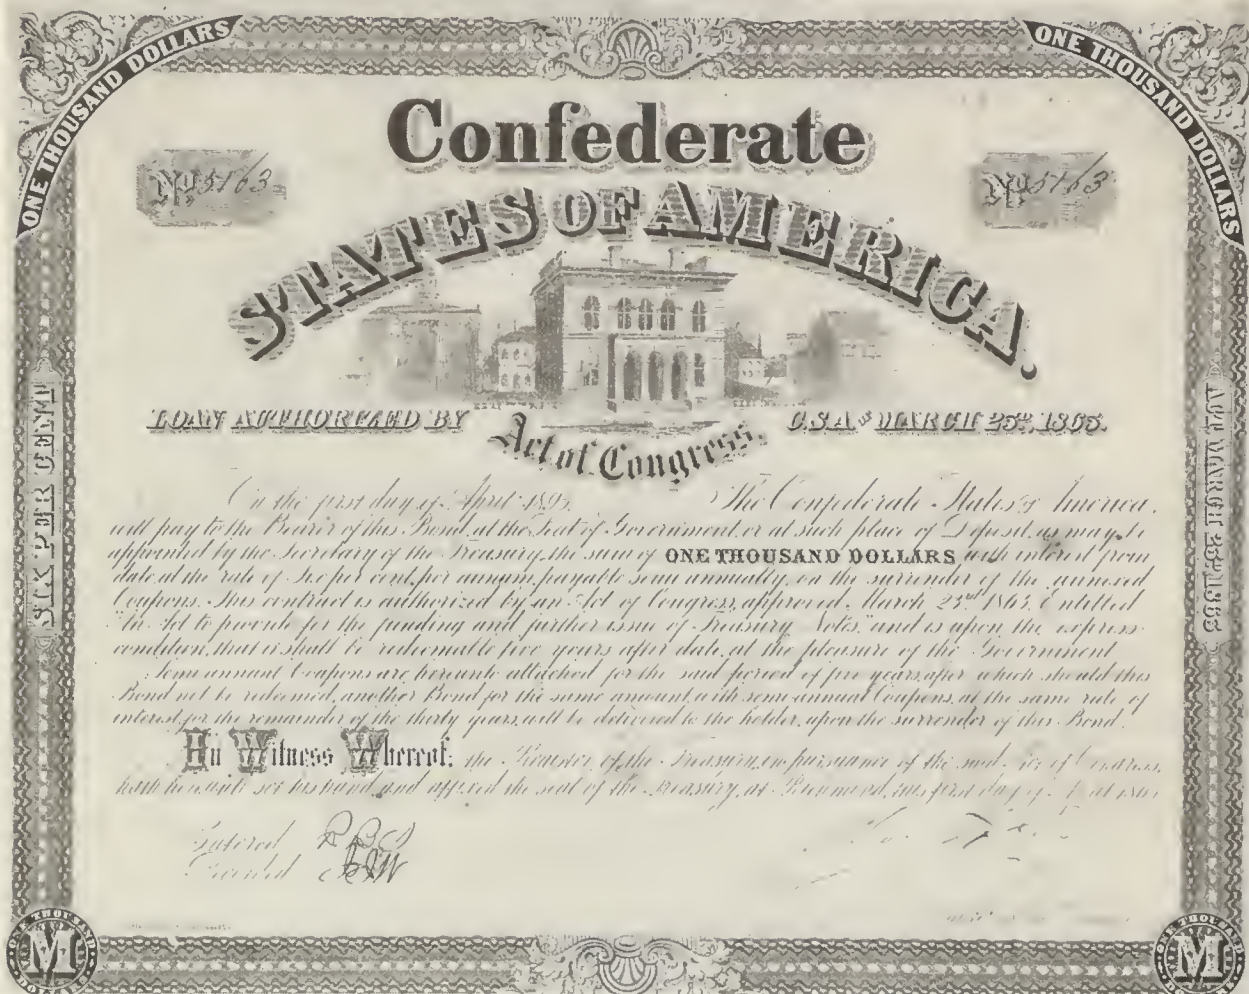 ONE THOUSAND DOLLARS
ONE THOUSAND DOLLARS
Confederate
No. 5163
No. 5163
STATES OF AMERICA.
LOAN AUTHORIZED BY
Act of Congress,
C.S.A. OF MARCH 23RD, 1863.
SIX PER CENT
ACT MARCH 23RD 1863
On the first day of April 1893, The Confederate States of America,
will pay to the Bearer of this Bond, at the Seat of Government, or at such place of Deposit, as may be
appointed by the Secretary of the Treasury, the sum of ONE THOUSAND DOLLARS with interest from
date, at the rate of Six per cent. per annum, payable semi annually, on the surrender of the annexed
Coupons. This contract is authorized by an Act of Congress, approved, March 23rd 1863, Entitled
"An Act to provide for the funding and further issue of Treasury Notes," and is upon the express
condition, that it shall be redeemable five years after date, at the pleasure of the Government.
Semi annual Coupons are hereunto attached for the said period of five years, after which should this
Bond not be redeemed, another Bond for the same amount, with semi-annual Coupons, at the same rate of
interest, for the remainder of the thirty years, will be delivered to the holder, upon the surrender of this Bond.
In Witness Whereof, the Register of the Treasury, in pursuance of the said Act of Congress,
hath hereunto set his hand, and affixed the seal of the Treasury, at Richmond, this first day of
Entered
Recorded
ONE THOUSAND
M
DOLLARS
ONE THOUSAND
M
DOLLARS